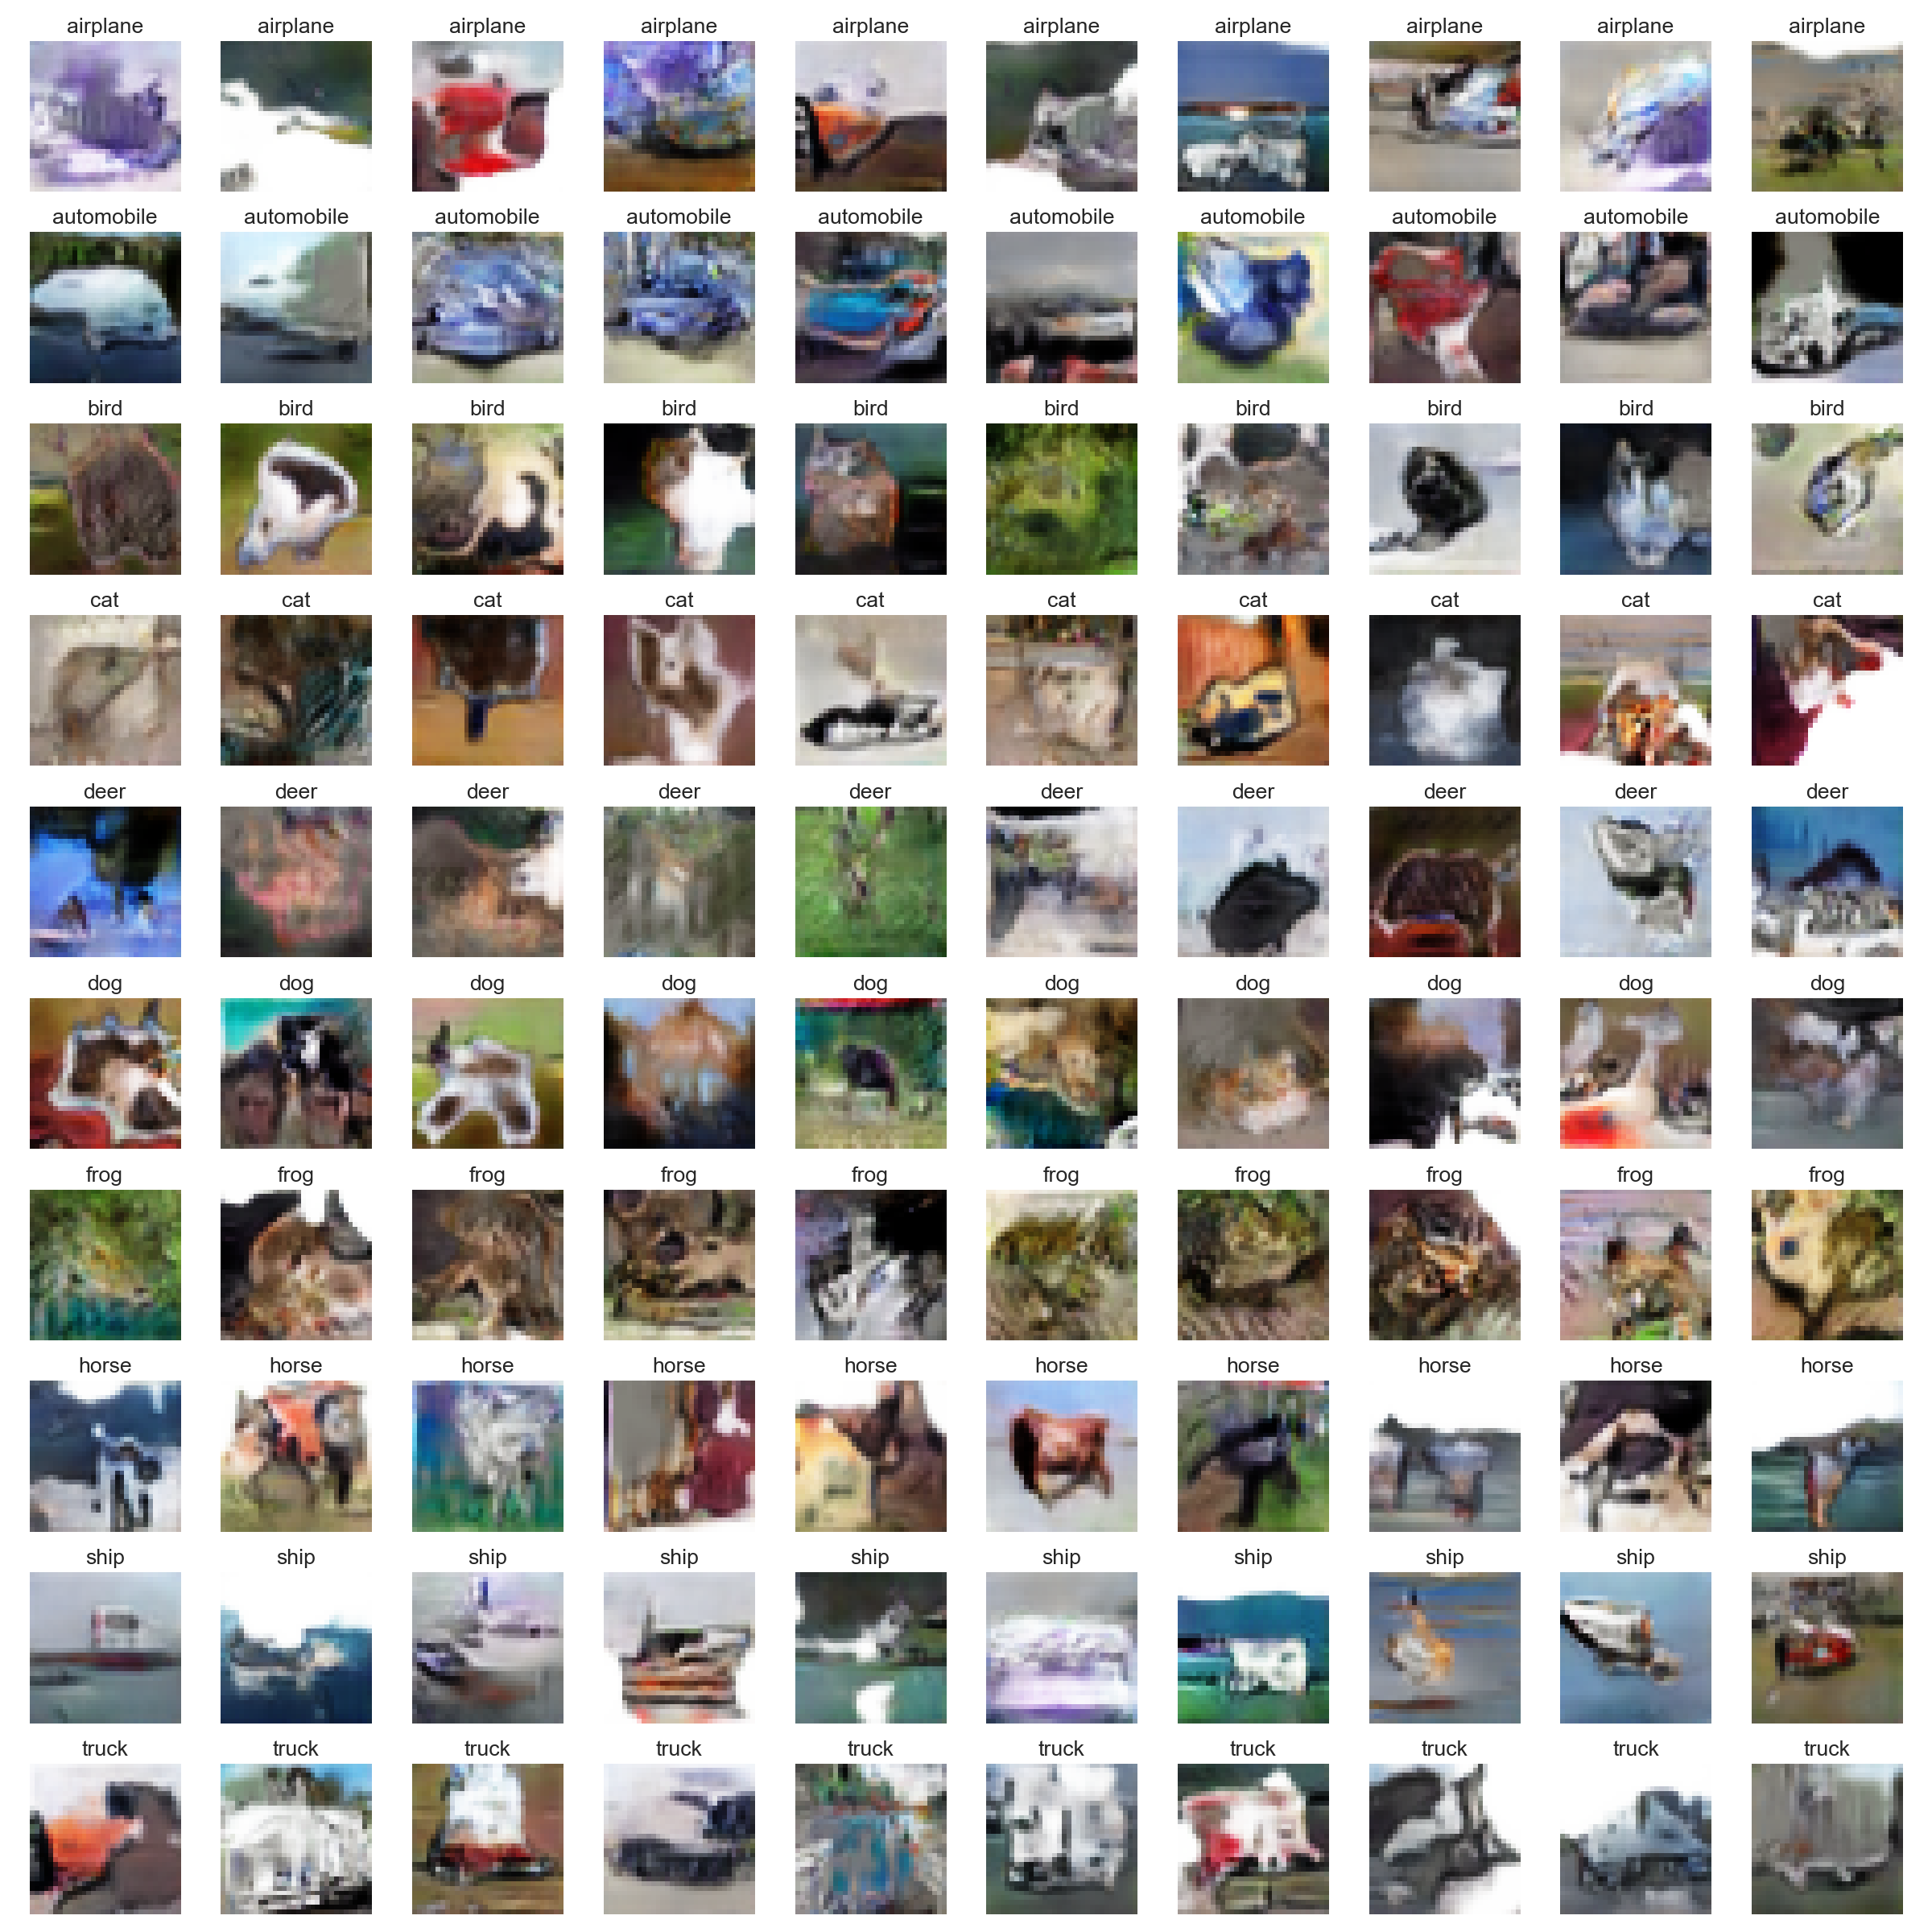 airplane airplane airplane airplane airplane airplane airplane airplane airplane airplane
automobile automobile automobile automobile automobile automobile automobile automobile automobile automobile
bird bird bird bird bird bird bird bird bird bird
cat cat cat cat cat cat cat cat cat cat
deer deer deer deer deer deer deer deer deer deer
dog dog dog dog dog dog dog dog dog dog
frog frog frog frog frog frog frog frog frog frog
horse horse horse horse horse horse horse horse horse horse
ship ship ship ship ship ship ship ship ship ship
truck truck truck truck truck truck truck truck truck truck